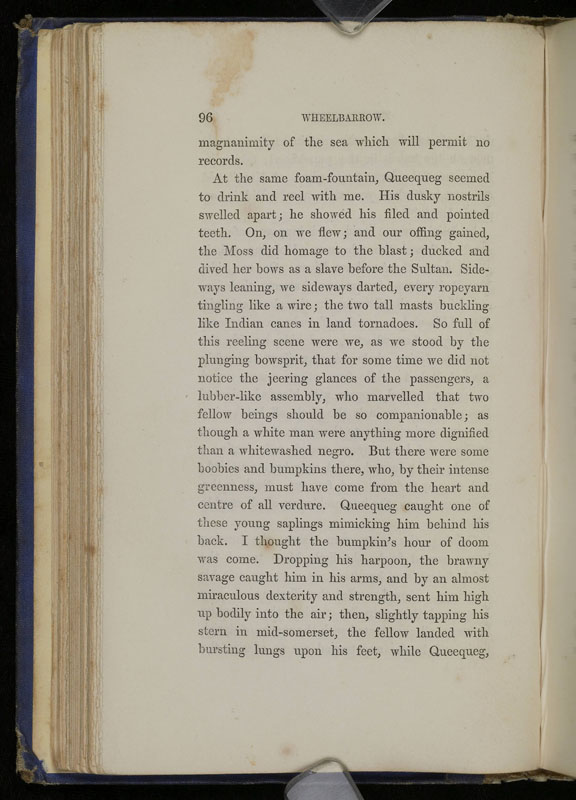 96 WHEELBARROW.
magnanimity of the sea which will permit no
records.
At the same foam-fountain, Queequeg seemed
to drink and reel with me. His dusky nostrils
swelled apart; he showed his filed and pointed
teeth. On, on we flew; and our offing gained,
the Moss did homage to the blast; ducked and
dived her bows as a slave before the Sultan. Side-
ways leaning, we sideways darted, every ropeyarn
tingling like a wire; the two tall masts buckling
like Indian canes in land tornadoes. So full of
this reeling scene were we, as we stood by the
plunging bowsprit, that for some time we did not
notice the jeering glances of the passengers, a
lubber-like assembly, who marvelled that two
fellow beings should be so companionable; as
though a white man were anything more dignified
than a whitewashed negro. But there were some
boobies and bumpkins there, who, by their intense
greenness, must have come from the heart and
centre of all verdure. Queequeg caught one of
these young saplings mimicking him behind his
back. I thought the bumpkin's hour of doom
was come. Dropping his harpoon, the brawny
savage caught him in his arms, and by an almost
miraculous dexterity and strength, sent him high
up bodily into the air; then, slightly tapping his
stern in mid-somerset, the fellow landed with
bursting lungs upon his feet, while Queequeg,